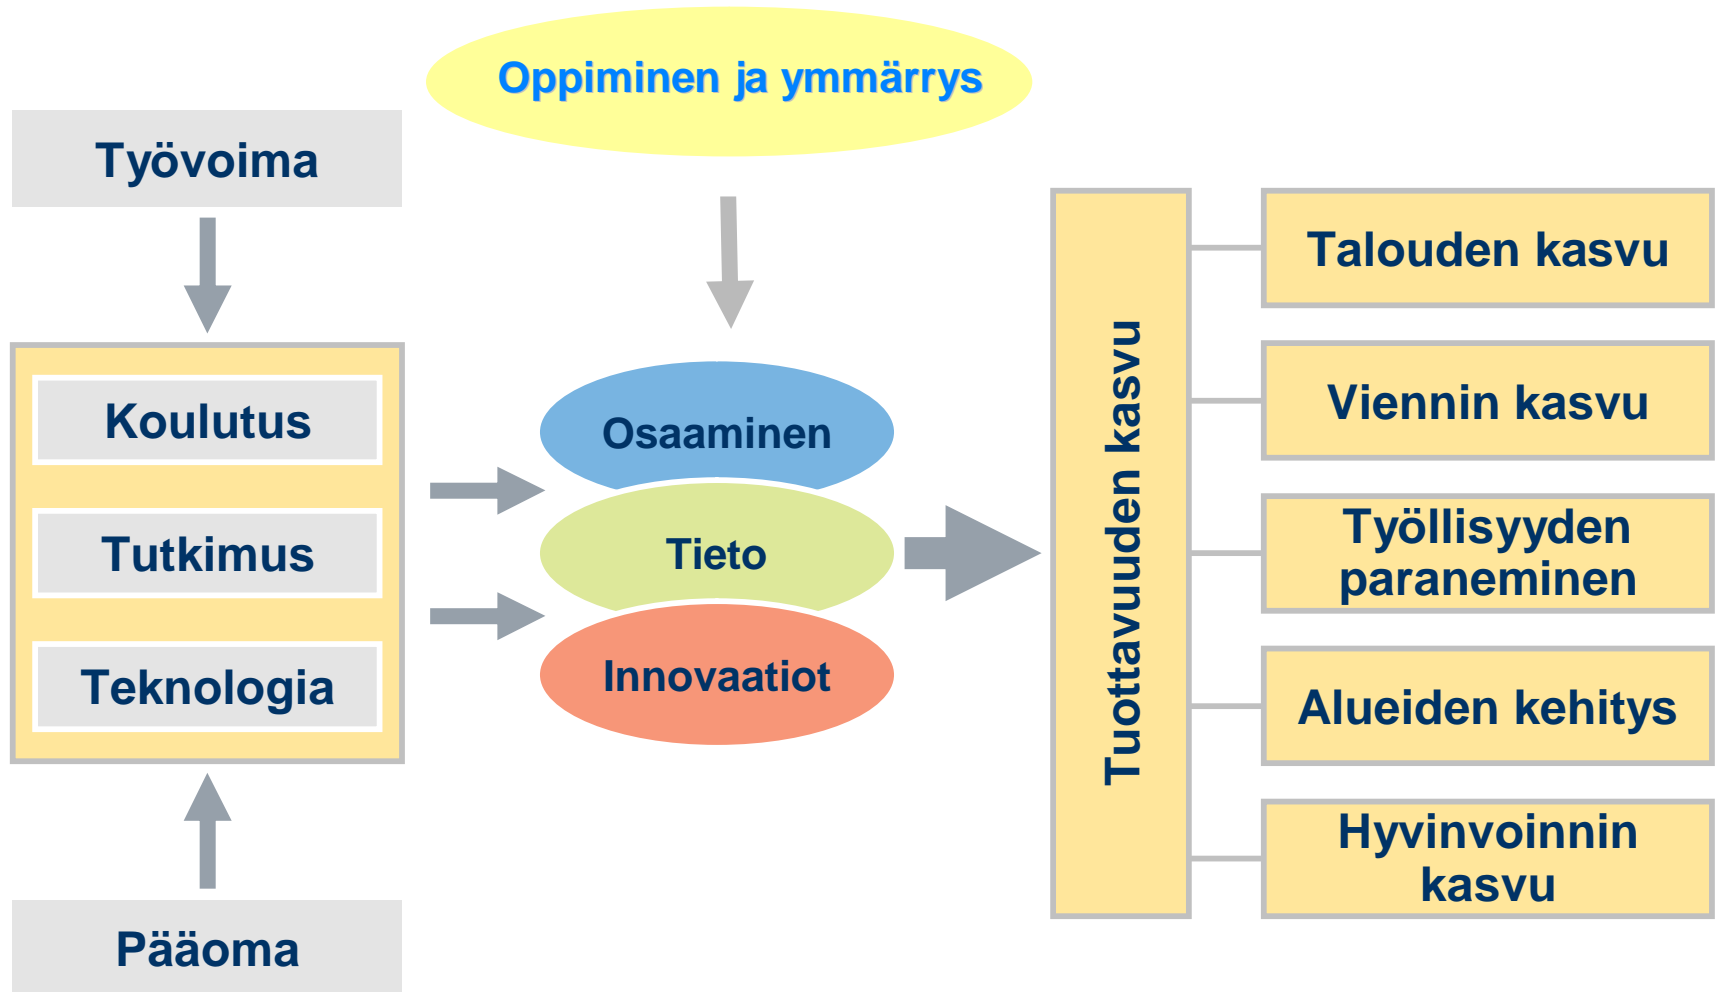 Oppiminen ja ymmärrys
Työvoima
Koulutus
Tutkimus
Teknologia
Pääoma
Osaaminen
Tieto
Innovaatiot
Tuottavuuden kasvu
Talouden kasvu
Viennin kasvu
Työllisyyden
paraneminen
Alueiden kehitys
Hyvinvoinnin
kasvu